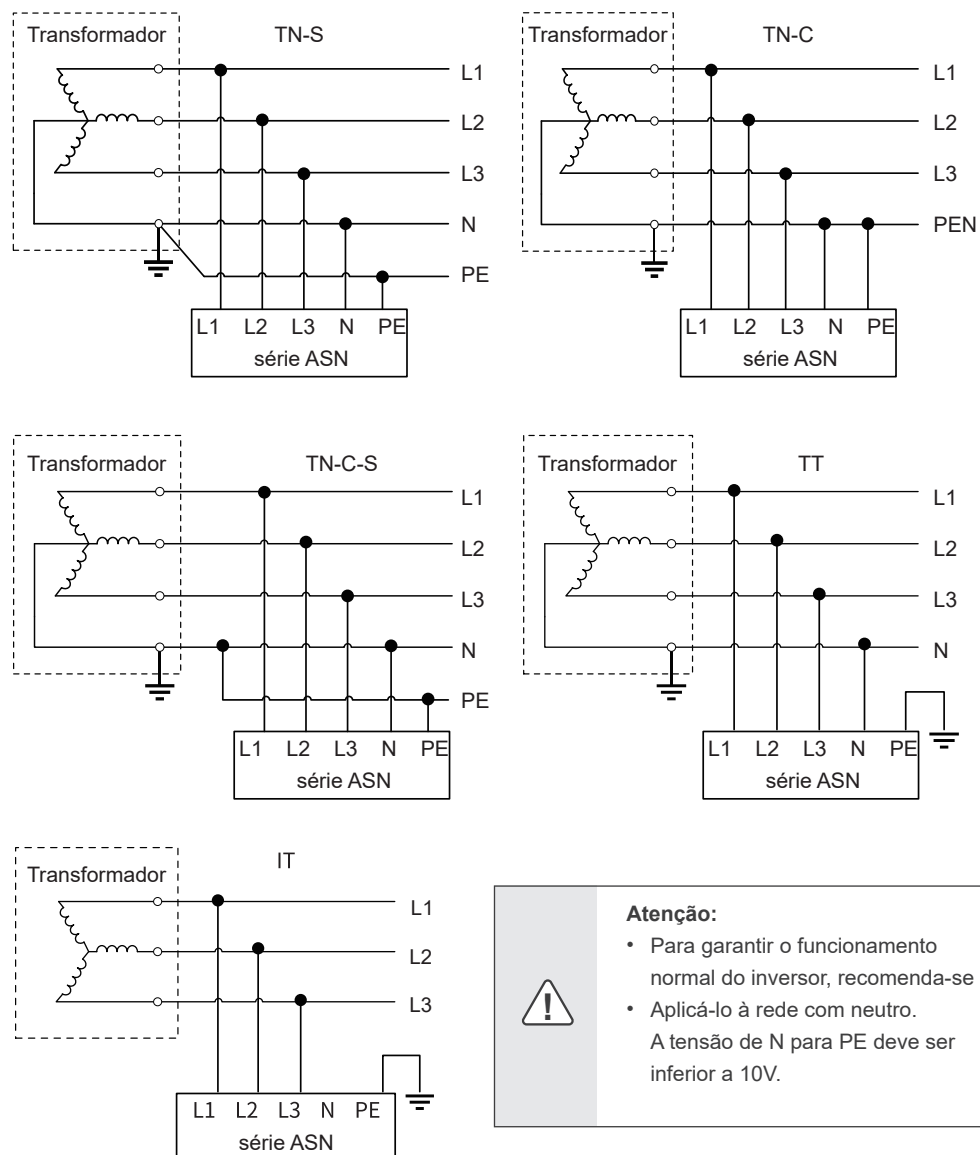 Transformador
TN-S
L1
L2
L3
N
PE
L1 L2 L3 N PE
série ASN
Transformador
TN-C
L1
L2
L3
PEN
L1 L2 L3 N PE
série ASN
Transformador
TN-C-S
L1
L2
L3
N
PE
L1 L2 L3 N PE
série ASN
Transformador
TT
L1
L2
L3
N
L1 L2 L3 N PE
série ASN
Transformador
IT
L1
L2
L3
L1 L2 L3 N PE
série ASN
!
Atenção:
• Para garantir o funcionamento
normal do inversor, recomenda-se
• Aplicá-lo à rede com neutro.
A tensão de N para PE deve ser
inferior a 10V.